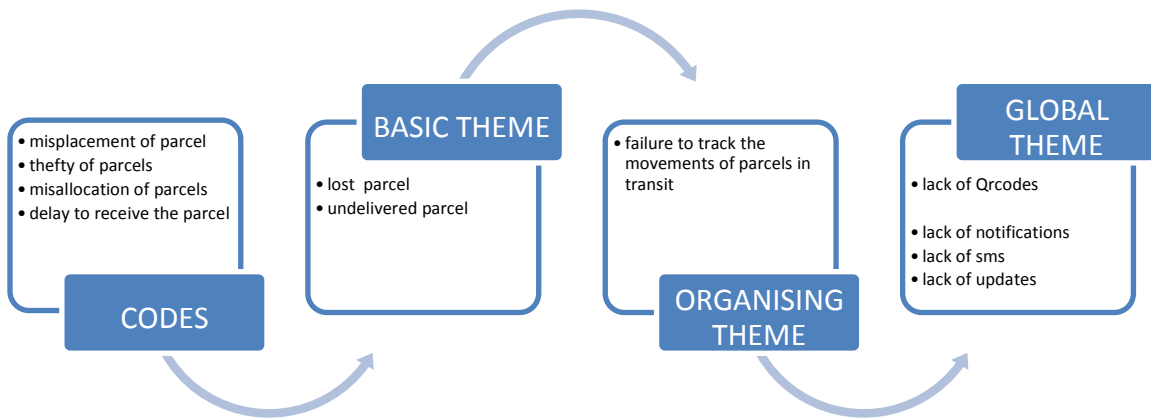 • misplacement of parcel
• thefty of parcels
• misallocation of parcels
• delay to receive the parcel
CODES
BASIC THEME
• lost parcel
• undelivered parcel
• failure to track the
movements of parcels in
transit
ORGANISING
THEME
GLOBAL
THEME
• lack of Qrcodes
• lack of notifications
• lack of sms
• lack of updates